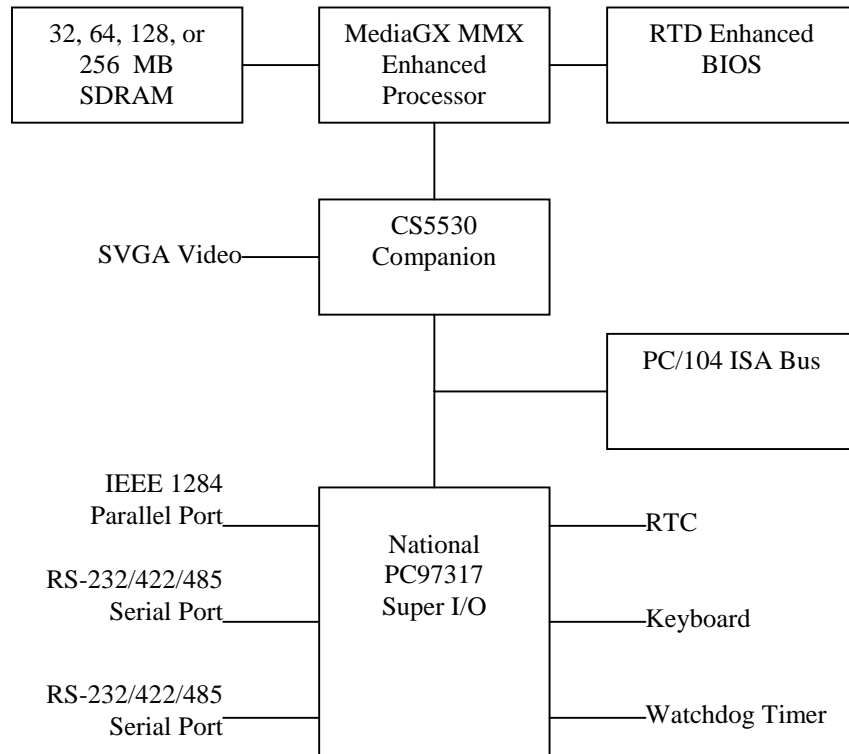 32, 64, 128, or
256 MB
SDRAM
MediaGX MMX
Enhanced
Processor
RTD Enhanced
BIOS
CS5530
Companion
SVGA Video
PC/104 ISA Bus
IEEE 1284
Parallel Port
RS-232/422/485
Serial Port
RS-232/422/485
Serial Port
National
PC97317
Super I/O
RTC
Keyboard
Watchdog Timer